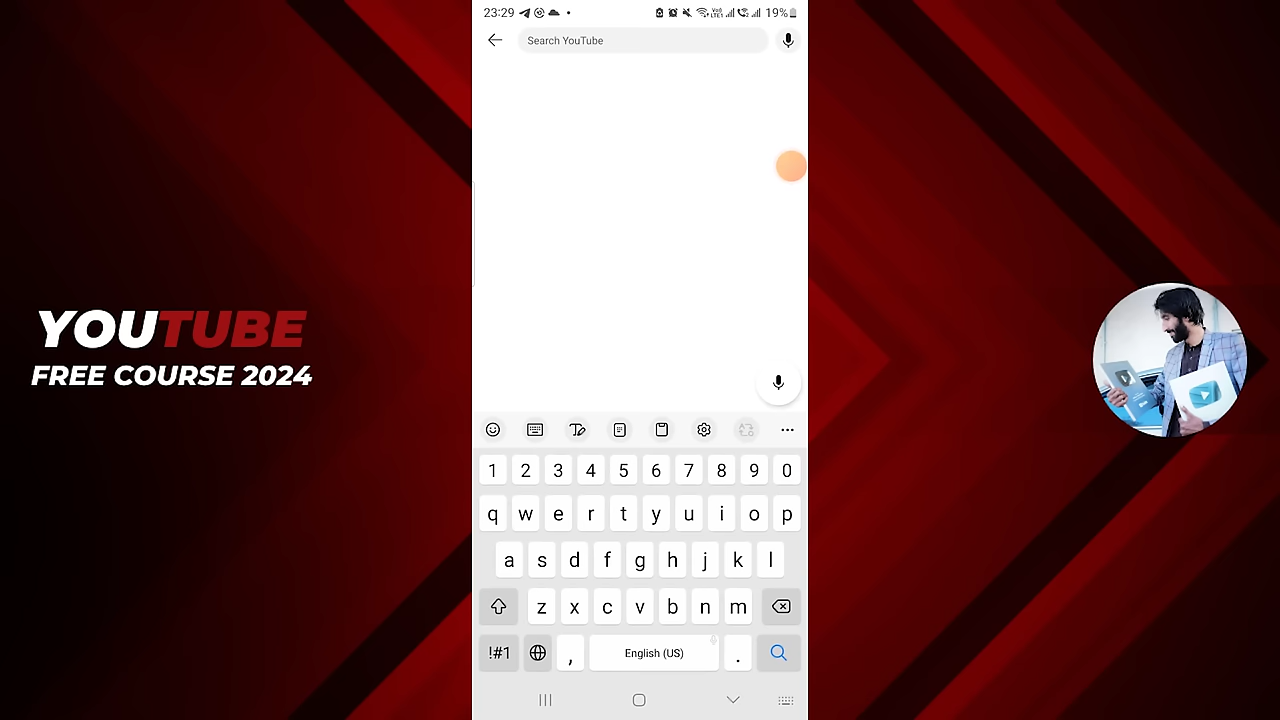 23:29
19%
Search YouTube
YOUTUBE
FREE COURSE 2024
1 2 3 4 5 6 7 8 9 0
q w e r t y u i o p
a s d f g h j k l
z x c v b n m
!#1 , English (US) .